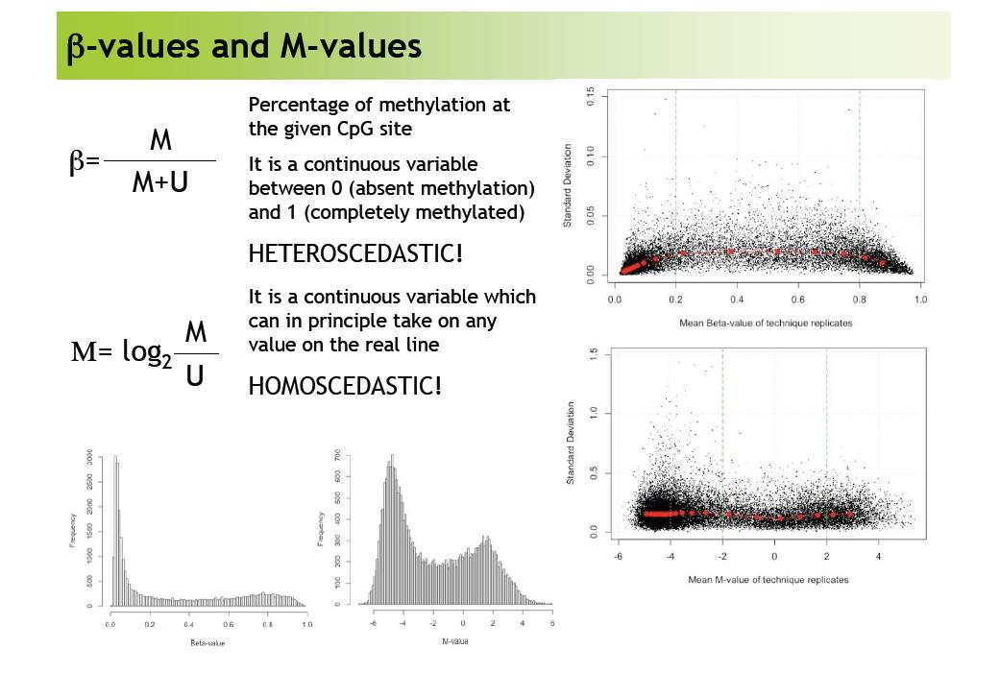 β-values and M-values
β=
M
M+U
Percentage of methylation at
the given CpG site
It is a continuous variable
between 0 (absent methylation)
and 1 (completely methylated)
HETEROSCEDASTIC!
M= log2
M
U
It is a continuous variable which
can in principle take on any
value on the real line
HOMOSCEDASTIC!
Standard Deviation
0.15
0.10
0.05
0.00
0.0 0.2 0.4 0.6 0.8 1.0
Mean Beta-value of technique replicates
Standard Deviation
1.5
1.0
0.5
0.0
-6 -4 -2 0 2 4
Mean M-value of technique replicates
Frequency
3000
2500
2000
1500
1000
500
0
0.0 0.2 0.4 0.6 0.8 1.0
Beta-value
Frequency
700
600
500
400
300
200
100
0
-6 -4 -2 0 2 4 6
M-value